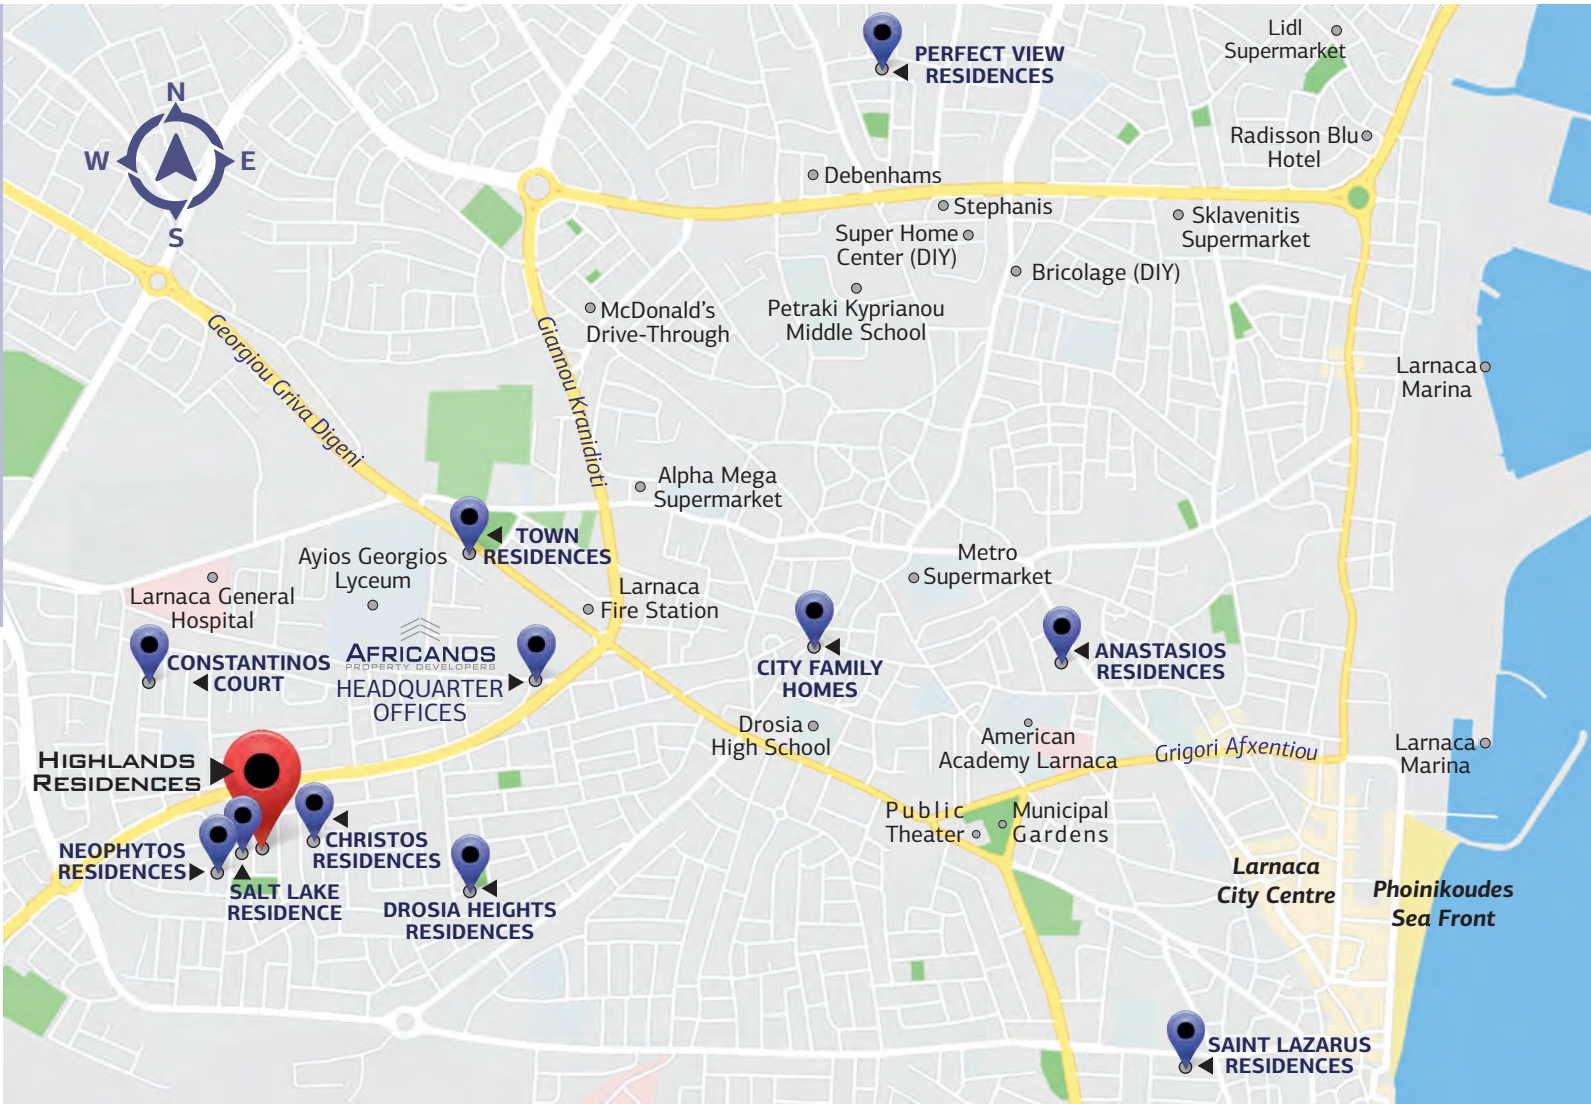 Lidl
Supermarket
PERFECT VIEW
RESIDENCES
N
W
E
S
Radisson Blu
Hotel
Debenhams
Stephanis
Sklavenitis
Supermarket
Super Home
Center (DIY)
Bricolage (DIY)
Petraki Kyprianou
Middle School
McDonald's
Drive-Through
Georgiou Griva Digeni
Giannou Kranidioti
Larnaca
Marina
Alpha Mega
Supermarket
TOWN
RESIDENCES
Ayios Georgios
Lyceum
Metro
Supermarket
Larnaca General
Hospital
Larnaca
Fire Station
AFRICANOS
PROPERTY DEVELOPERS
HEADQUARTER
OFFICES
CONSTANTINOS
COURT
CITY FAMILY
HOMES
ANASTASIOS
RESIDENCES
Drosia
High School
American
Academy Larnaca
Grigori Afxentiou
Larnaca
Marina
HIGHLANDS
RESIDENCES
Public
Theater
Municipal
Gardens
CHRISTOS
RESIDENCES
NEOPHYTOS
RESIDENCES
SALT LAKE
RESIDENCE
DROSIA HEIGHTS
RESIDENCES
Larnaca
City Centre
Phoinikoudes
Sea Front
SAINT LAZARUS
RESIDENCES